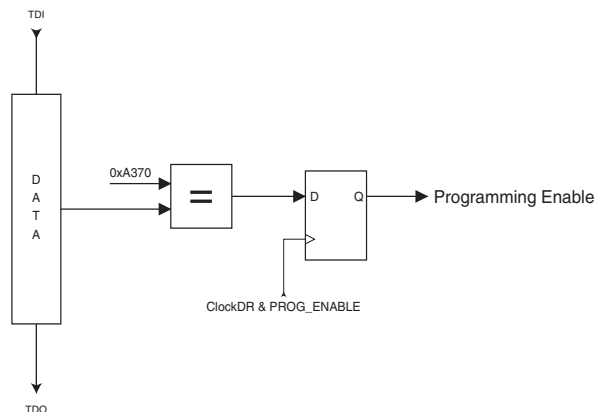 TDI
D
A
T
A
0xA370
=
D
Q
Programming Enable
ClockDR & PROG_ENABLE
TDO